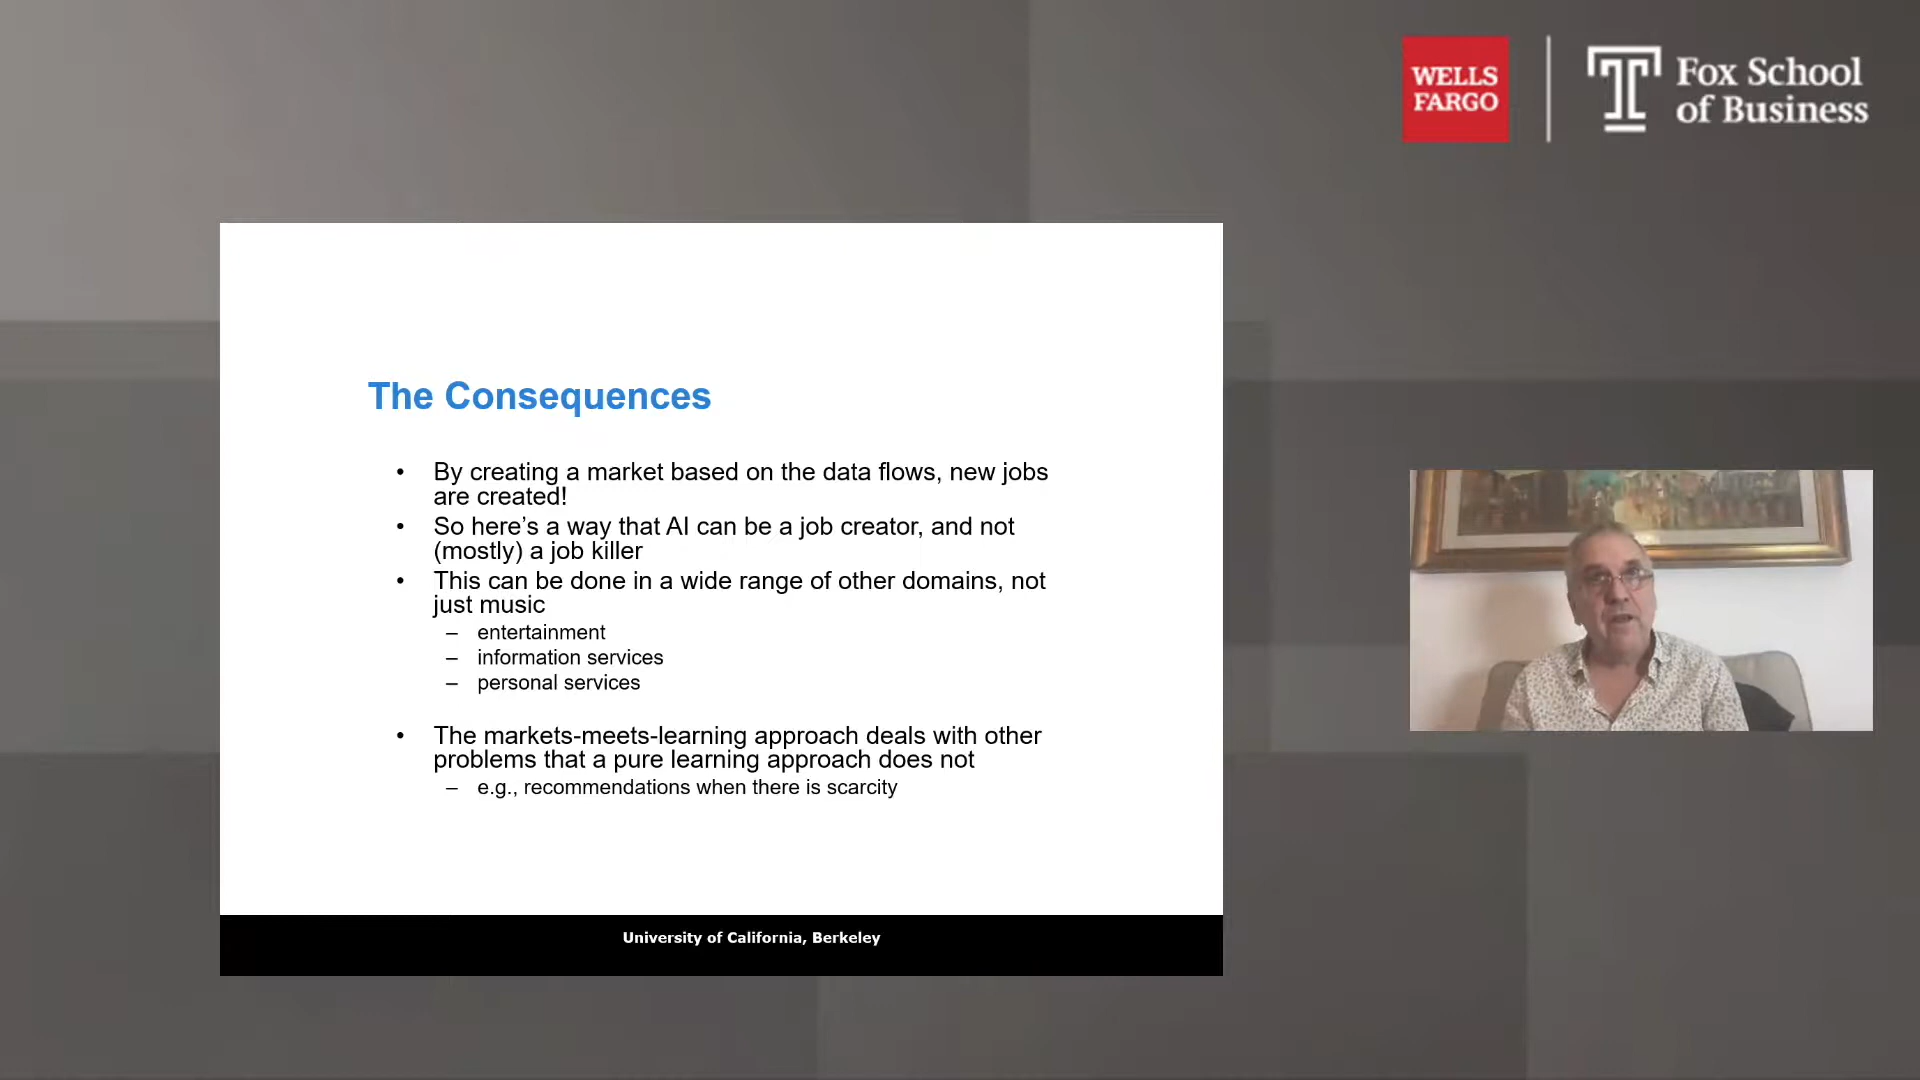 WELLS
FARGO
Fox School
of Business
The Consequences
• By creating a market based on the data flows, new jobs
are created!
• So here’s a way that AI can be a job creator, and not
(mostly) a job killer
• This can be done in a wide range of other domains, not
just music
– entertainment
– information services
– personal services
• The markets-meets-learning approach deals with other
problems that a pure learning approach does not
– e.g., recommendations when there is scarcity
University of California, Berkeley